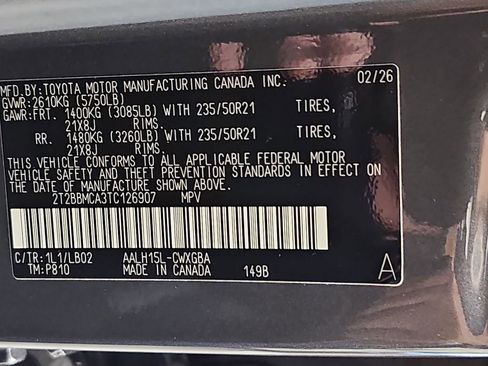 MFD.BY:TOYOTA MOTOR MANUFACTURING CANADA INC. 02/26
GVWR:2610KG (5750LB)
GAWR:FRT. 1400KG (3085LB) WITH 235/50R21 TIRES,
21X8J RIMS.
RR. 1480KG (3260LB) WITH 235/50R21 TIRES,
21X8J RIMS.
THIS VEHICLE CONFORMS TO ALL APPLICABLE FEDERAL MOTOR
VEHICLE SAFETY AND THEFT PREVENTION STANDARDS IN EFFECT ON
THE DATE OF MANUFACTURE SHOWN ABOVE.
2T2BBMCA3TC126907 MPV
C/TR:1L1/LB02 AALH15L-CWXGBA
TM:P810 MADE IN CANADA 149B A